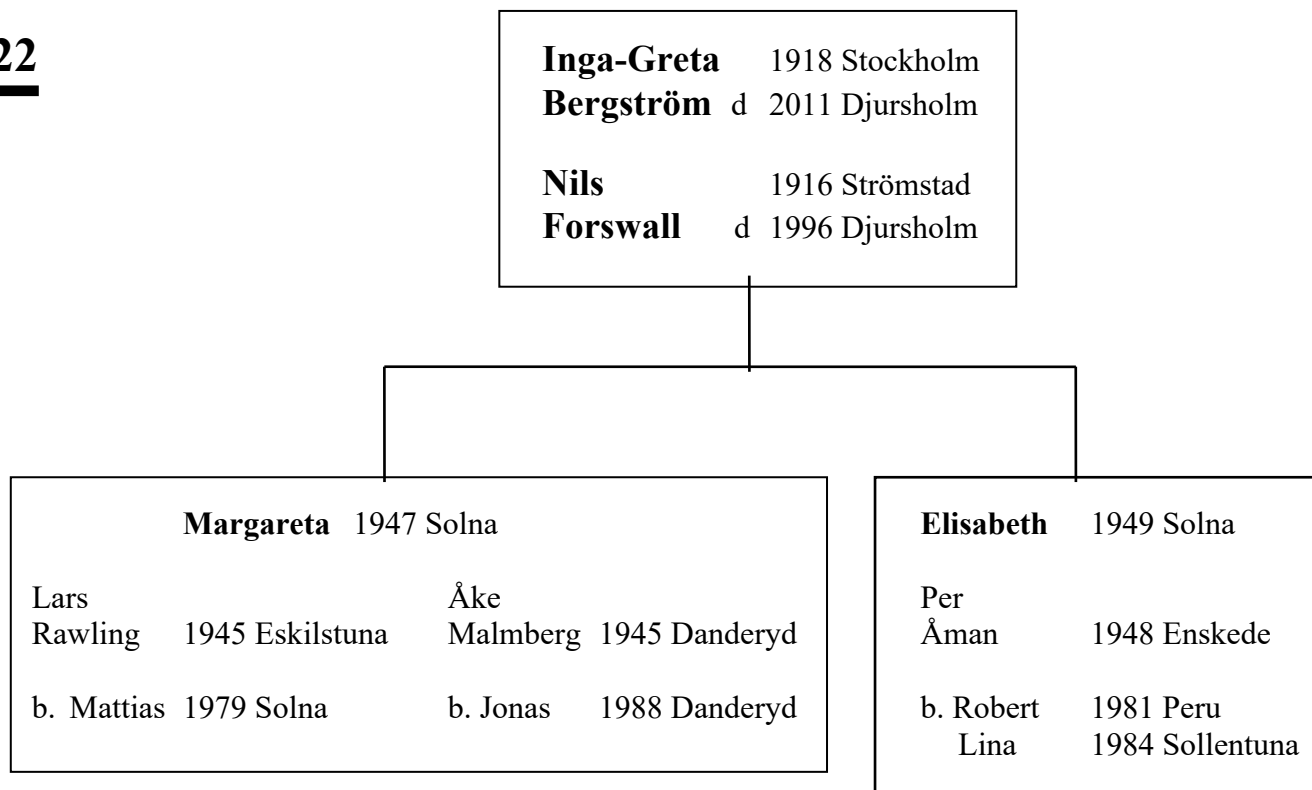 22
Inga-Greta 1918 Stockholm
Bergström d 2011 Djursholm
Nils 1916 Strömstad
Forswall d 1996 Djursholm
Margareta 1947 Solna
Lars Åke
Rawling 1945 Eskilstuna Malmberg 1945 Danderyd
b. Mattias 1979 Solna b. Jonas 1988 Danderyd
Elisabeth 1949 Solna
Per
Åman 1948 Enskede
b. Robert 1981 Peru
Lina 1984 Sollentuna